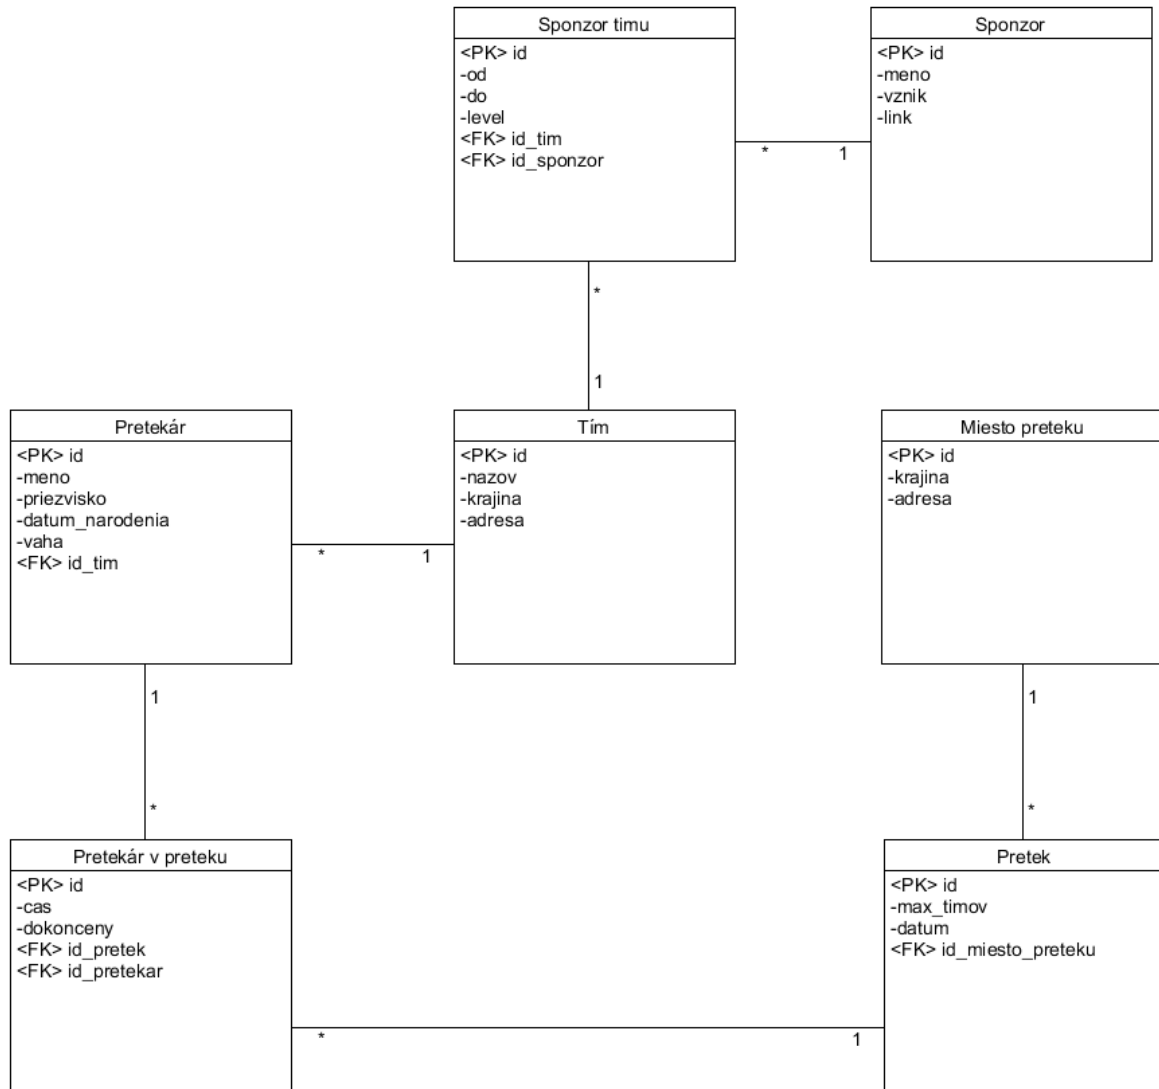 Sponzor timu
<PK> id
-od
-do
-level
<FK> id_tim
<FK> id_sponzor
Sponzor
<PK> id
-meno
-vznik
-link
*
1
*
1
Pretekár
<PK> id
-meno
-priezvisko
-datum_narodenia
-vaha
<FK> id_tim
Tím
<PK> id
-nazov
-krajina
-adresa
Miesto preteku
<PK> id
-krajina
-adresa
*
1
1
*
1
*
Pretekár v preteku
<PK> id
-cas
-dokonceny
<FK> id_pretek
<FK> id_pretekar
Pretek
<PK> id
-max_timov
-datum
<FK> id_miesto_preteku
*
1